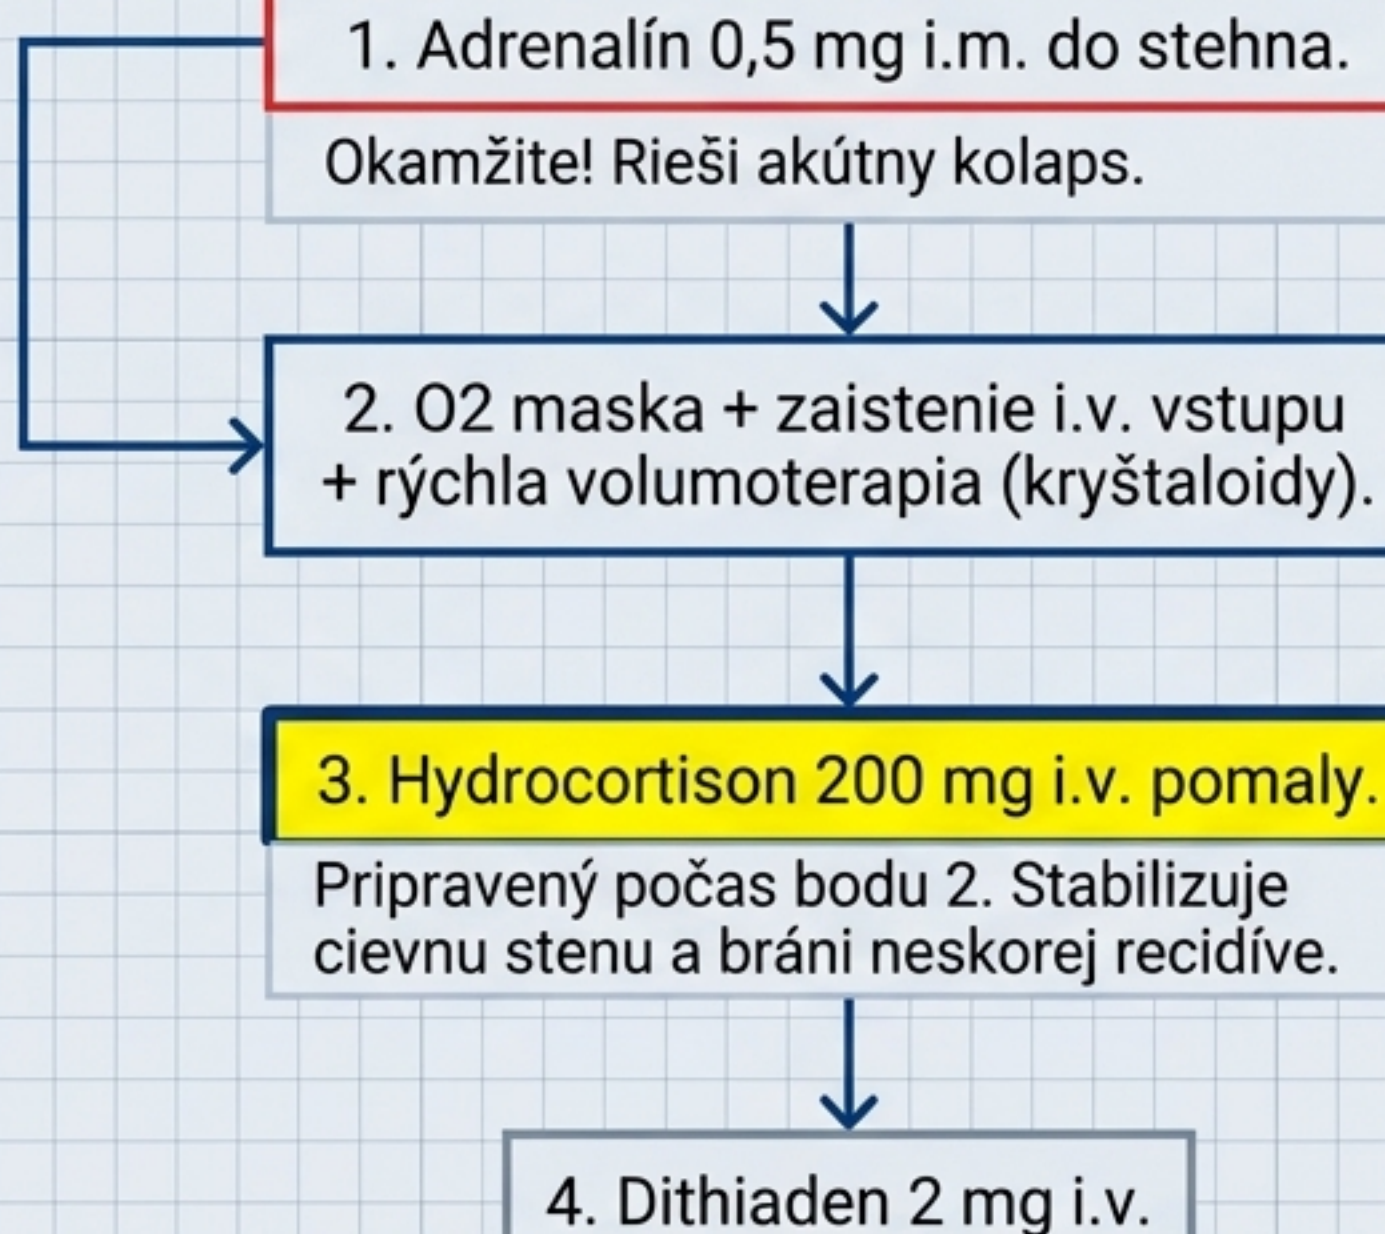 1. Adrenalín 0,5 mg i.m. do stehna.
Okamžite! Rieši akútny kolaps.
2. O2 maska + zaistenie i.v. vstupu
+ rýchla volumoterapia (kryštaloidy).
3. Hydrocortison 200 mg i.v. pomaly.
Pripravený počas bodu 2. Stabilizuje
cievnu stenu a bráni neskorej recidíve.
4. Dithiaden 2 mg i.v.